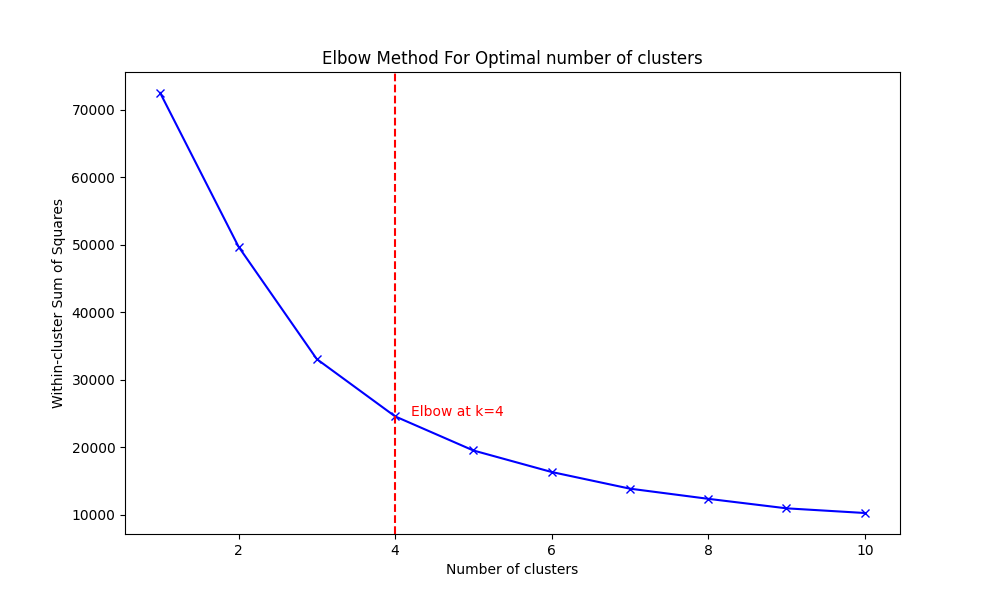 Elbow Method For Optimal number of clusters
70000
60000
50000
40000
30000
20000
10000
Within-cluster Sum of Squares
Elbow at k=4
2 4 6 8 10
Number of clusters